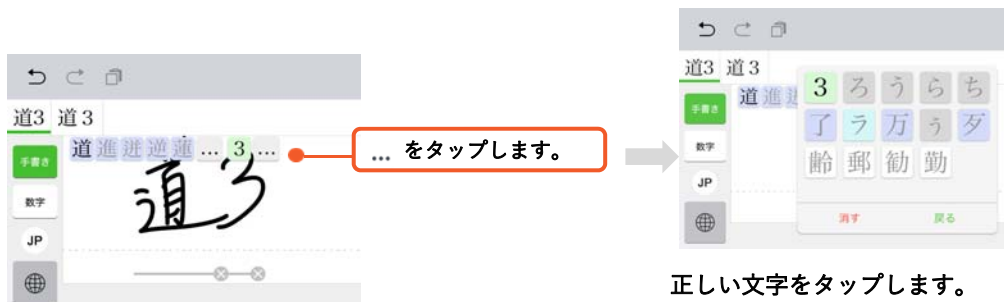 道3 道３
手書き
数字
JP
道 進 迸 逆 蓮 … 3 …
道3
… をタップします。
道3 道３
手書き
数字
JP
道 進
3 ろ う ら ち
了 ラ 万 ぅ ダ
齢 郵 勧 勤
消す 戻る
正しい文字をタップします。